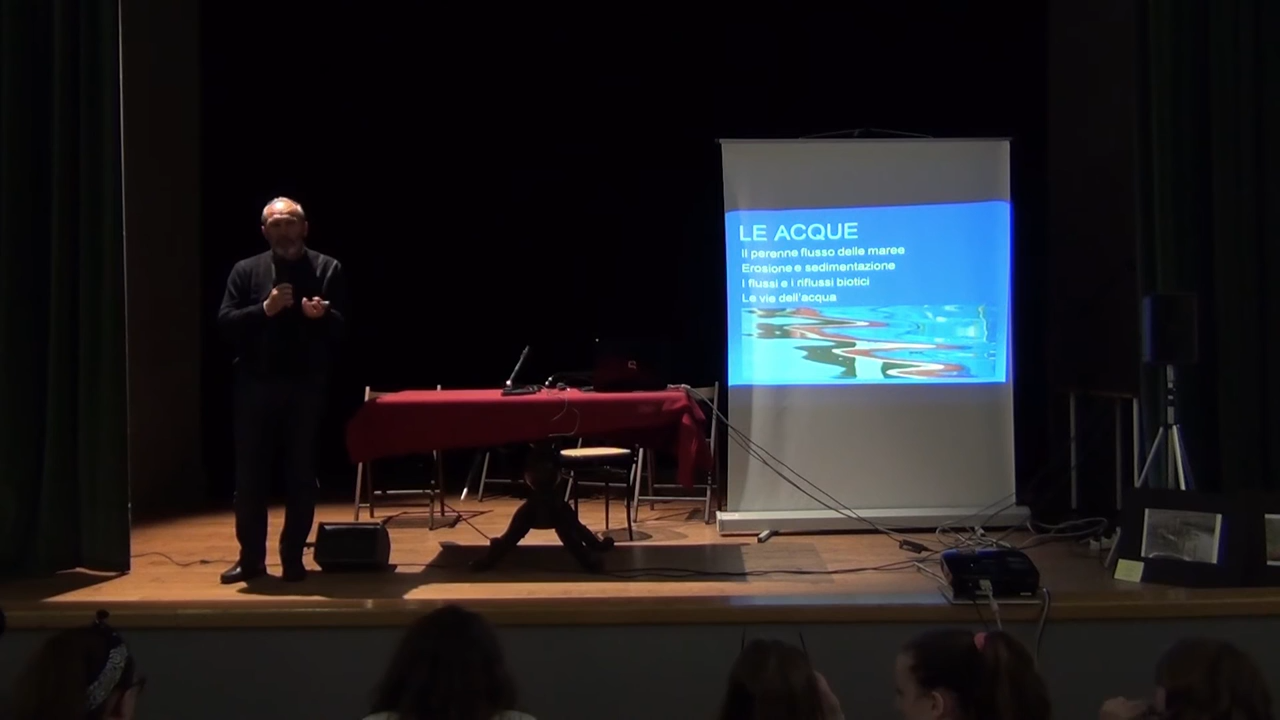 LE ACQUE
Il perenne flusso delle maree
Erosione e sedimentazione
I flussi e i riflussi biotici
Le vie dell'acqua